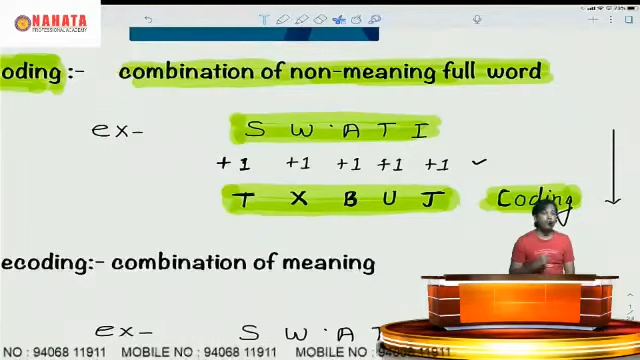 NAHATA
PROFESSIONAL ACADEMY
oding :- combination of non-meaning full word
ex- S W A T I
+1 +1 +1 +1 +1
T X B U J Coding
ecoding:- combination of meaning
ex- S W A T
NO : 94068 11911 MOBILE NO : 94068 11911 MOBILE NO : 94068 11911